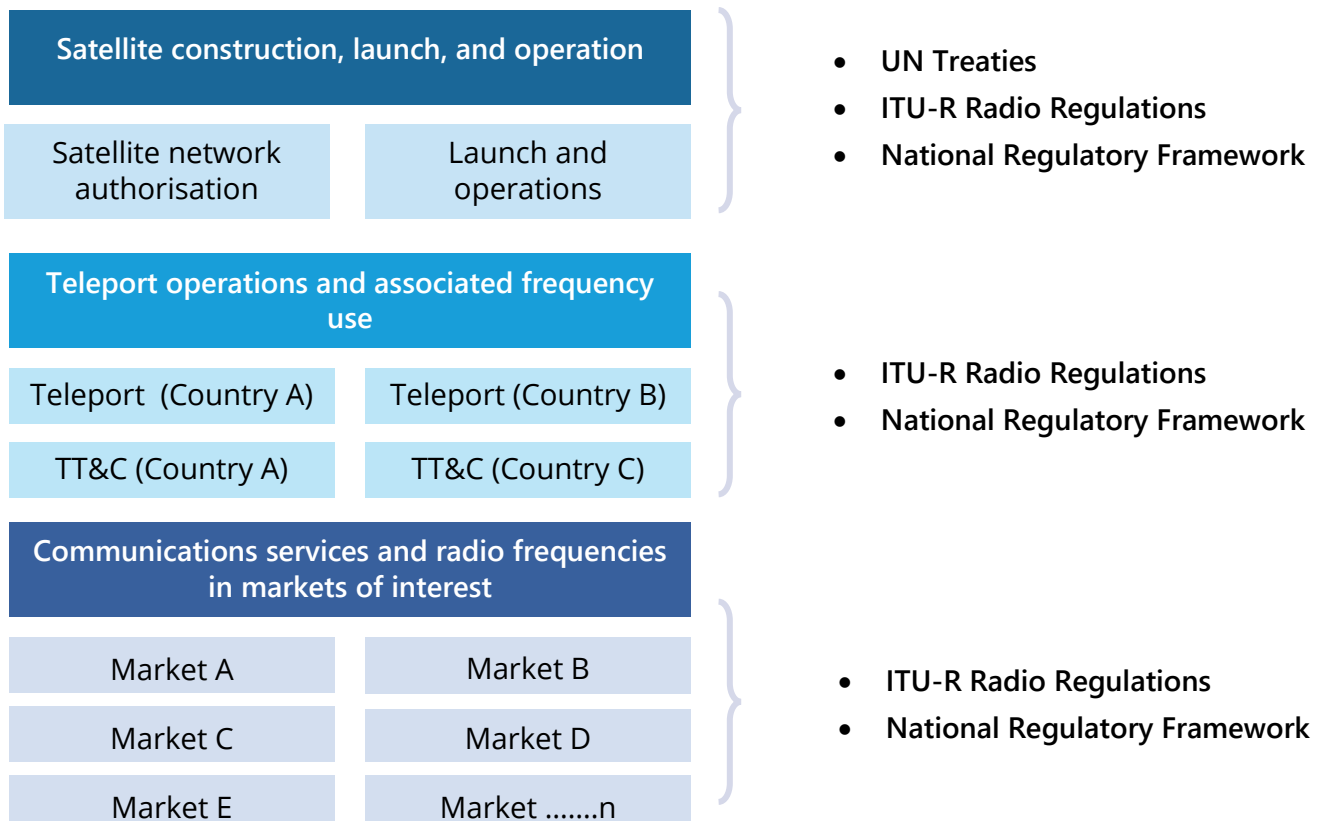 Satellite construction, launch, and operation
Satellite network
authorisation
Launch and
operations
• UN Treaties
• ITU-R Radio Regulations
• National Regulatory Framework
Teleport operations and associated frequency
use
Teleport (Country A)
Teleport (Country B)
TT&C (Country A)
TT&C (Country C)
• ITU-R Radio Regulations
• National Regulatory Framework
Communications services and radio frequencies
in markets of interest
Market A
Market B
Market C
Market D
Market E
Market .......n
• ITU-R Radio Regulations
• National Regulatory Framework